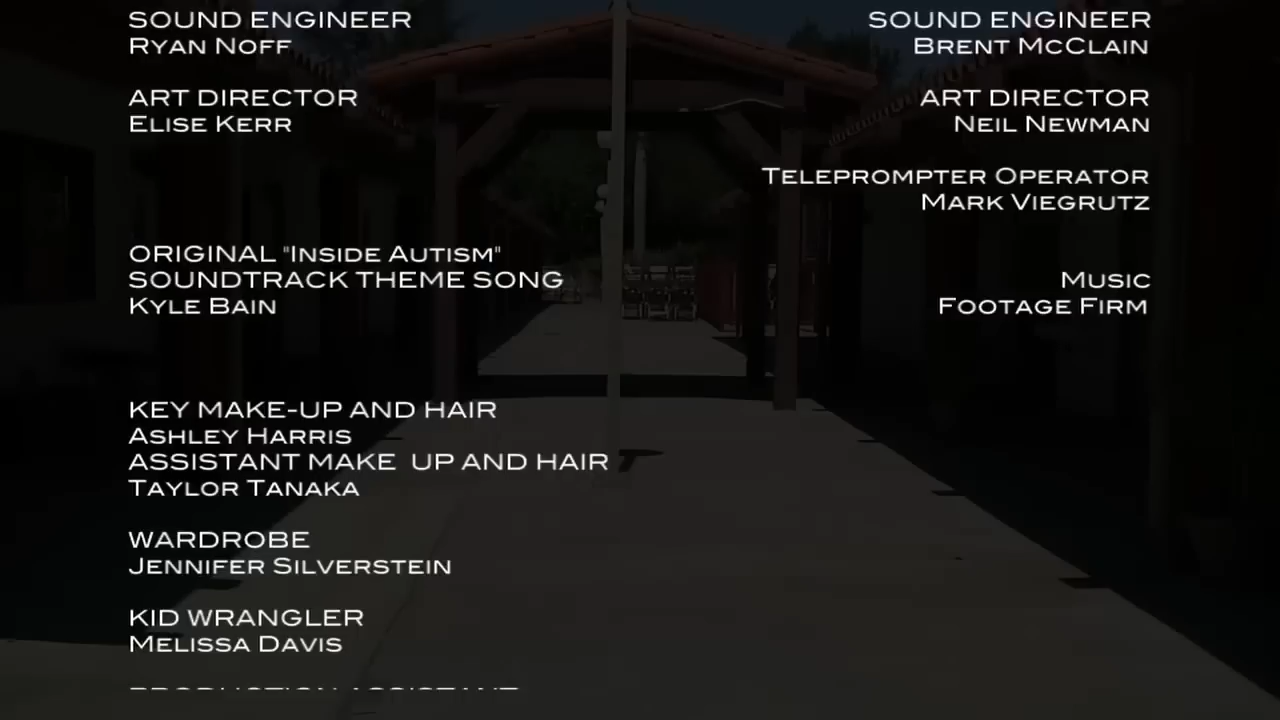 SOUND ENGINEER
RYAN NOFF
ART DIRECTOR
ELISE KERR
ORIGINAL "INSIDE AUTISM"
SOUNDTRACK THEME SONG
KYLE BAIN
KEY MAKE-UP AND HAIR
ASHLEY HARRIS
ASSISTANT MAKE UP AND HAIR
TAYLOR TANAKA
WARDROBE
JENNIFER SILVERSTEIN
KID WRANGLER
MELISSA DAVIS
PRODUCTION ASSISTANT
SOUND ENGINEER
BRENT MCCLAIN
ART DIRECTOR
NEIL NEWMAN
TELEPROMPTER OPERATOR
MARK VIEGRUTZ
MUSIC
FOOTAGE FIRM